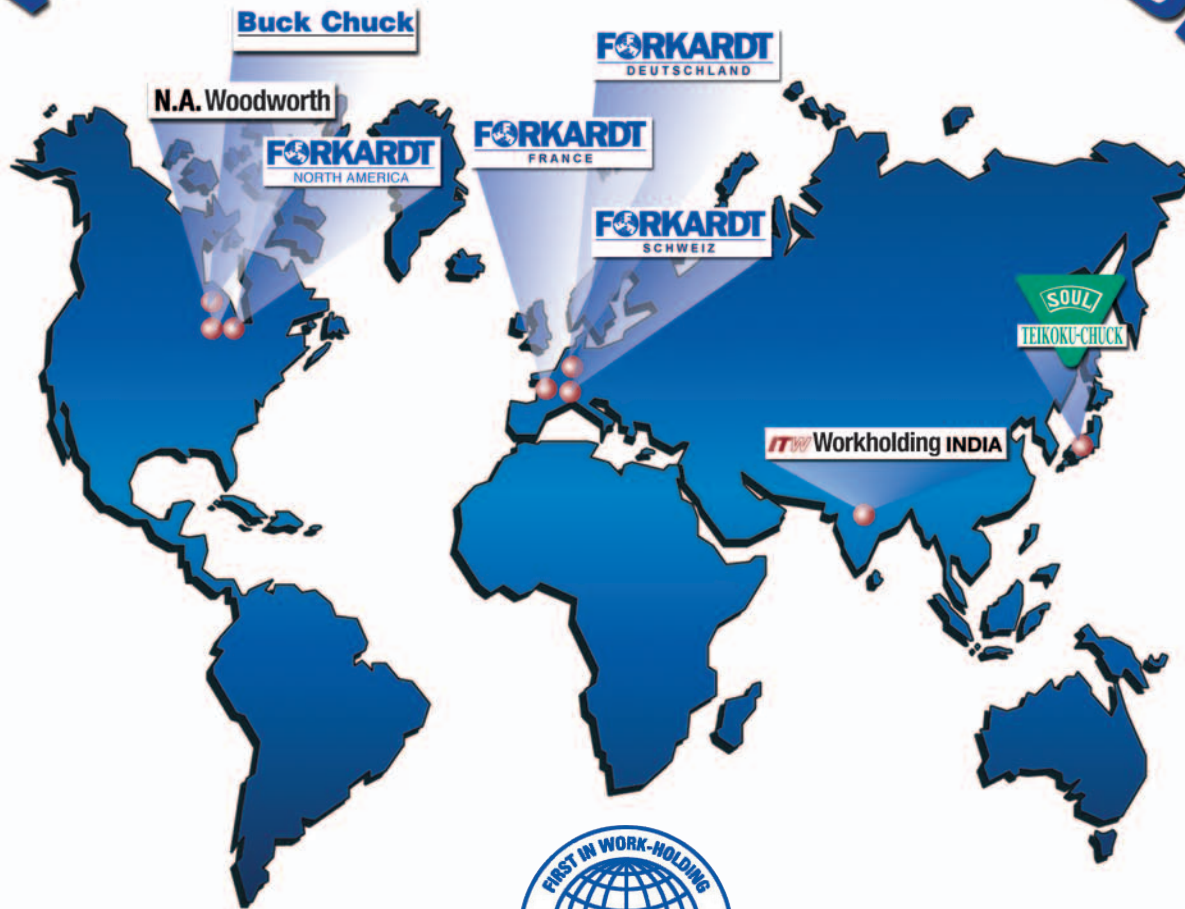 Buck Chuck
N.A. Woodworth
FORKARDT
NORTH AMERICA
FORKARDT
FRANCE
FORKARDT
DEUTSCHLAND
FORKARDT
SCHWEIZ
SOUL
TEIKOKU-CHUCK
ITW Workholding INDIA
FIRST IN WORK-HOLDING